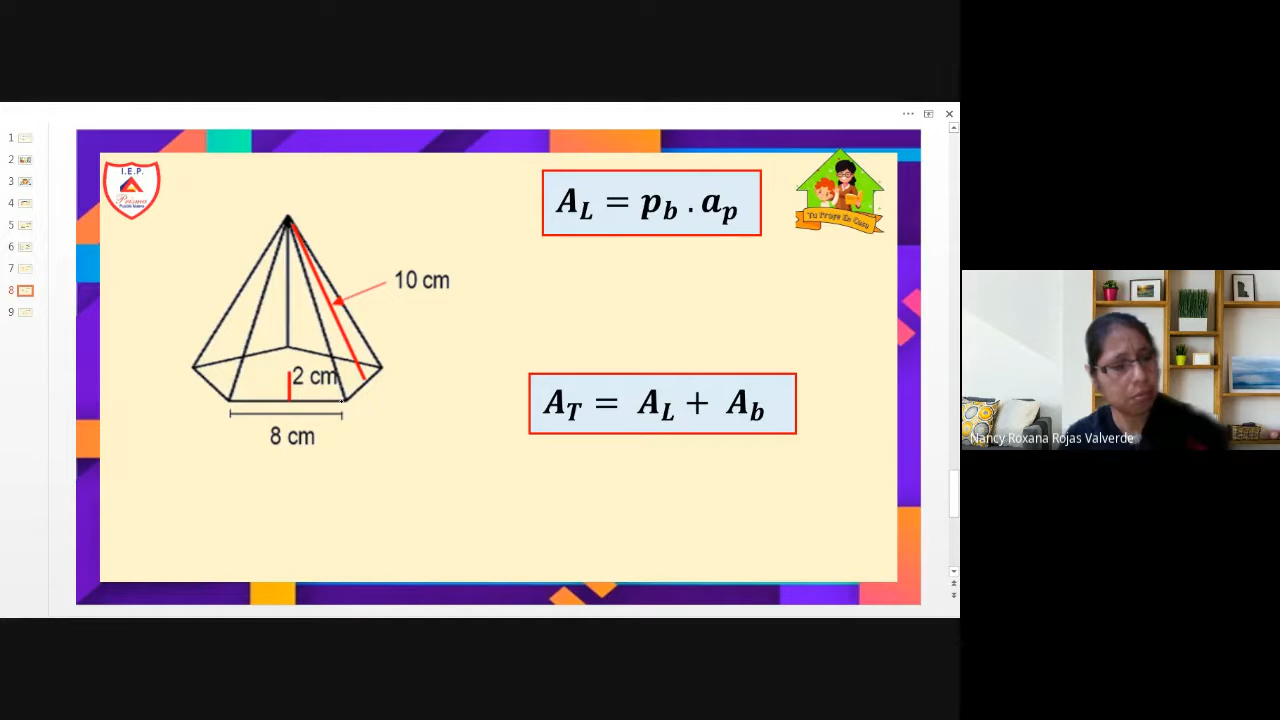 1
2
3
4
5
6
7
8
9
I.E.P.
Prisma
A_L = p_b . a_p
Tu Profe En Casa
10 cm
2 cm
8 cm
A_T = A_L + A_b
Nancy Roxana Rojas Valverde